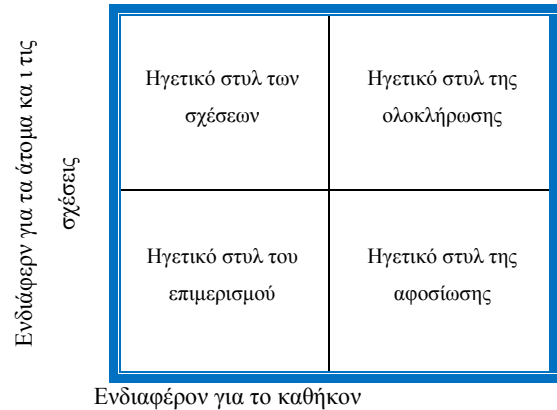 Ενδιάφερν για τα άτομα κα ι τις
σχέσεις
Ηγετικό στυλ των
σχέσεων
Ηγετικό στυλ της
ολοκλήρωσης
Ηγετικό στυλ του
επιμερισμού
Ηγετικό στυλ της
αφοσίωσης
Ενδιαφέρον για το καθήκον